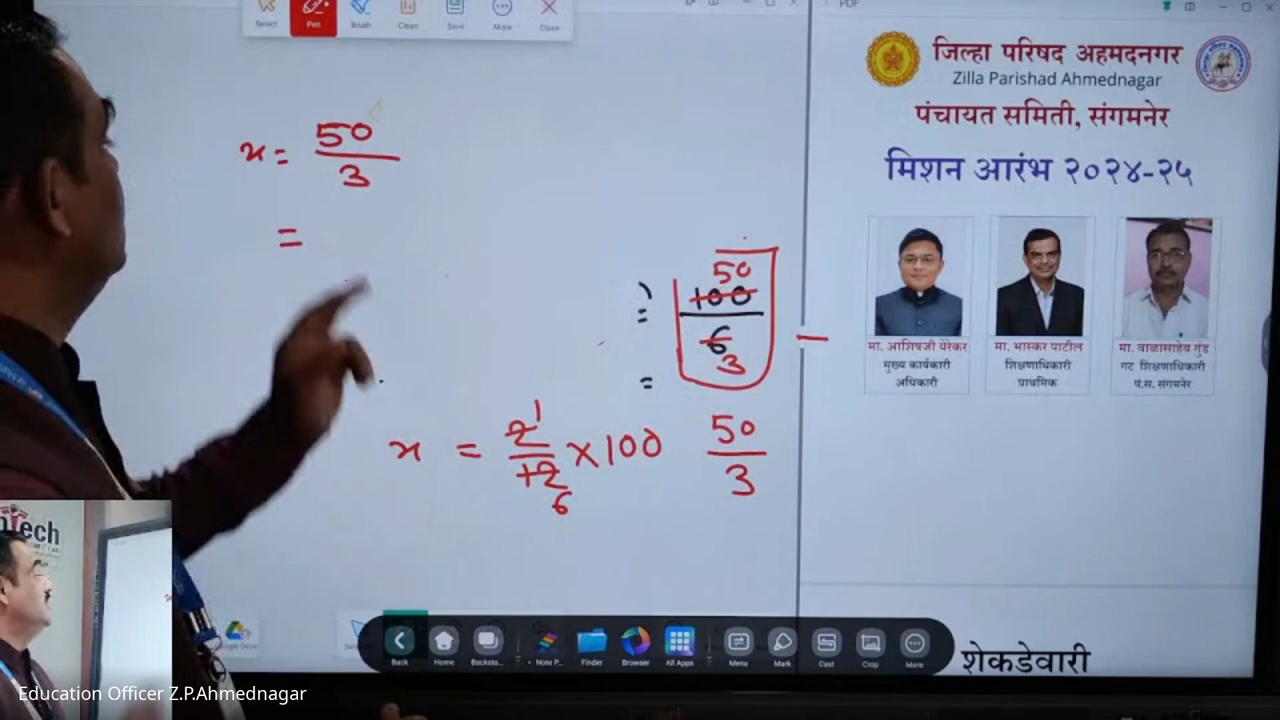 Select Pen Brush Clean Save More Close
PDF
x = 50/3
=
= 50 100/6 3
=
x = 2 1/12 6 × 100 50/3
जिल्हा परिषद अहमदनगर
Zilla Parishad Ahmednagar
पंचायत समिती, संगमनेर
मिशन आरंभ २०२४-२५
मा. आशिषजी येरेकर
मुख्य कार्यकारी
अधिकारी
मा. भास्कर पाटील
शिक्षणाधिकारी
प्राथमिक
मा. बाळासाहेब गुंड
गट शिक्षणाधिकारी
पं.स. संगमनेर
शेकडेवारी
Back Home Backsta... Note P... Finder Browser All Apps Menu Mark Cast Crop More
Education Officer Z.P.Ahmednagar